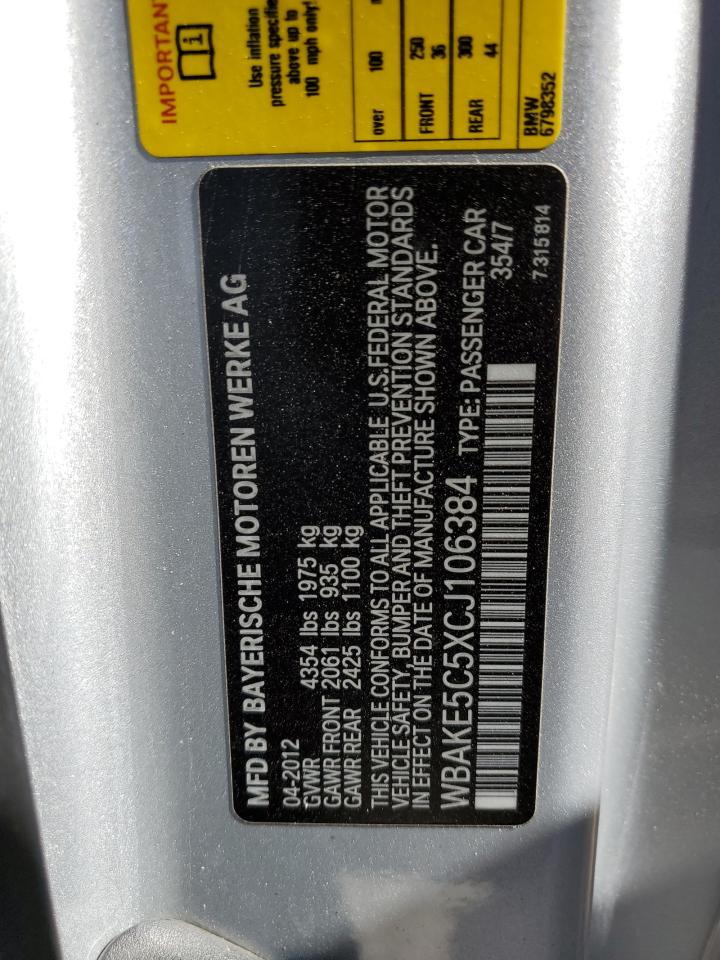 IMPORTANT
Use inflation
pressure specifie
above up to
100 mph only!
over 100
FRONT 250
36
REAR 300
44
BMW
6798352
MFD BY BAYERISCHE MOTOREN WERKE AG
04-2012
GVWR 4354 lbs 1975 kg
GAWR FRONT 2061 lbs 935 kg
GAWR REAR 2425 lbs 1100 kg
THIS VEHICLE CONFORMS TO ALL APPLICABLE U.S.FEDERAL MOTOR
VEHICLE SAFETY, BUMPER AND THEFT PREVENTION STANDARDS
IN EFFECT ON THE DATE OF MANUFACTURE SHOWN ABOVE.
WBAKE5C5XCJ106384 TYPE: PASSENGER CAR
354/7
7 315 814